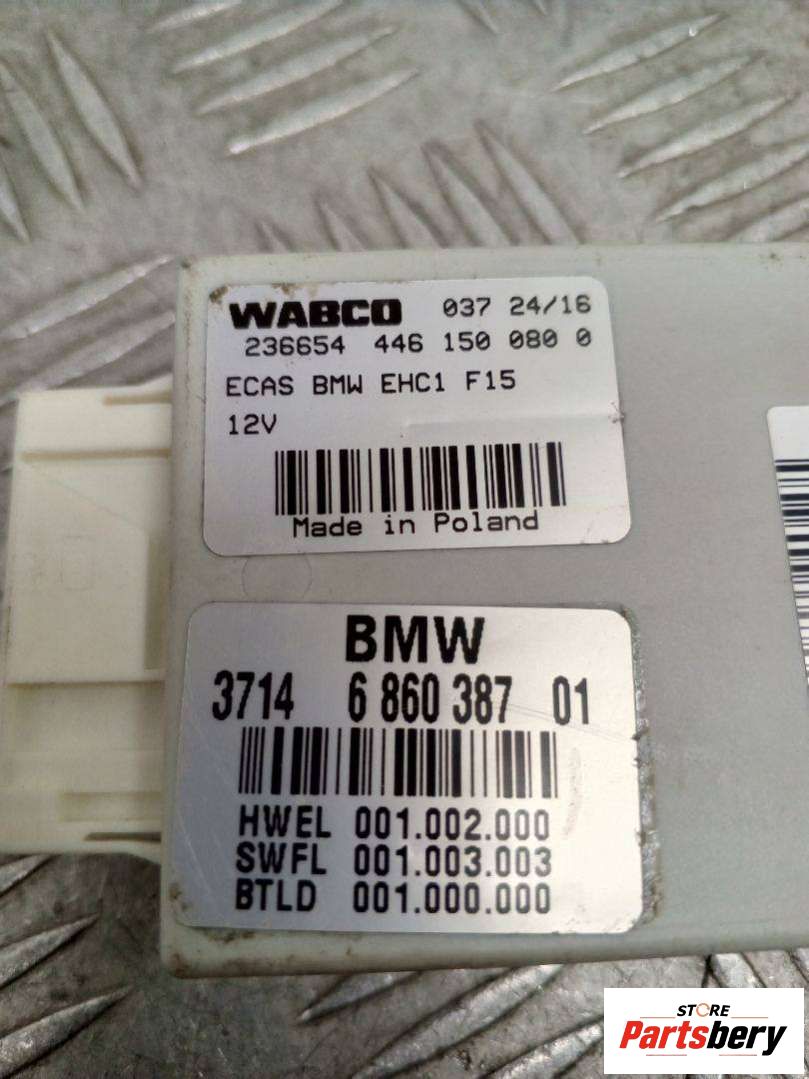 WABCO 037 24/16
236654 446 150 080 0
ECAS BMW EHC1 F15
12V
Made in Poland
BMW
3714 6 860 387 01
HWEL 001.002.000
SWFL 001.003.003
BTLD 001.000.000
STORE
Partsbery